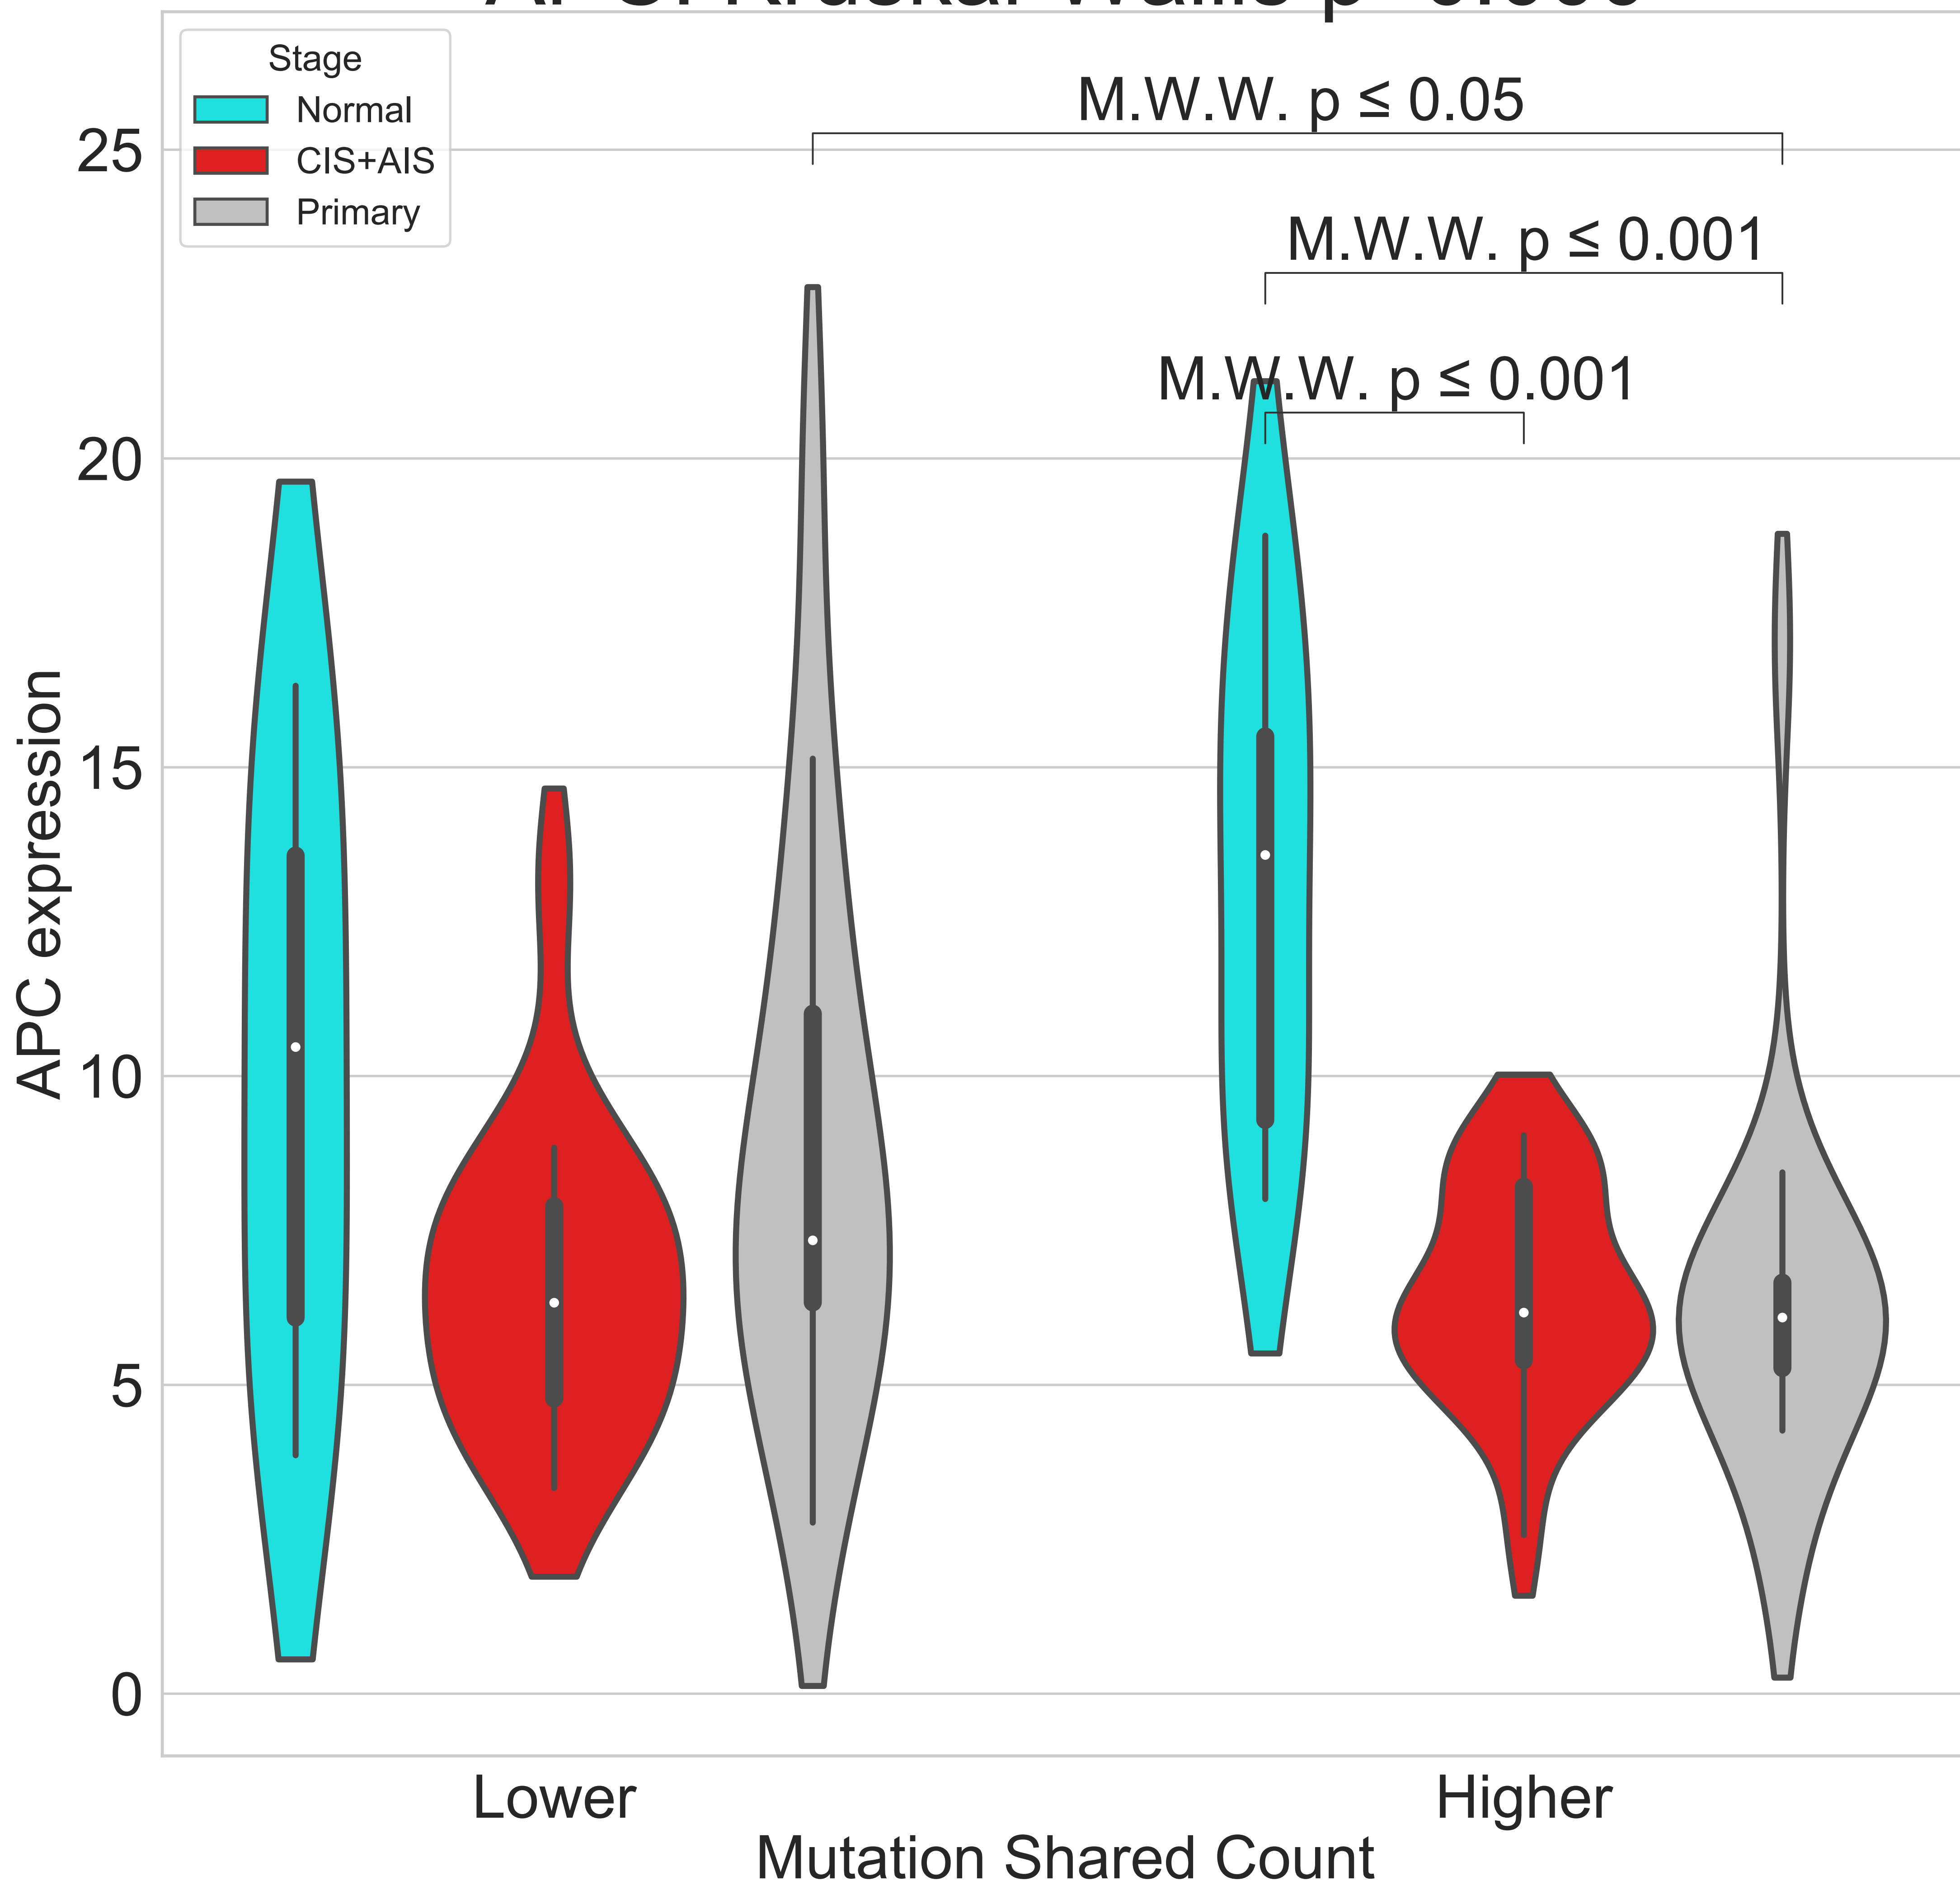 Stage
Normal
CIS+AIS
Primary
M.W.W. p ≤ 0.05
M.W.W. p ≤ 0.001
M.W.W. p ≤ 0.001
25
20
15
10
5
0
APC expression
Lower
Higher
Mutation Shared Count